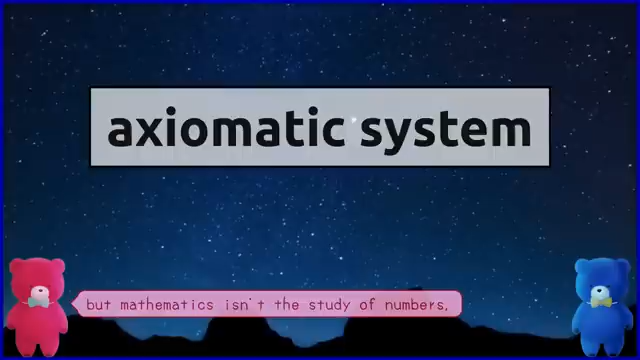 axiomatic system
but mathematics isn't the study of numbers,